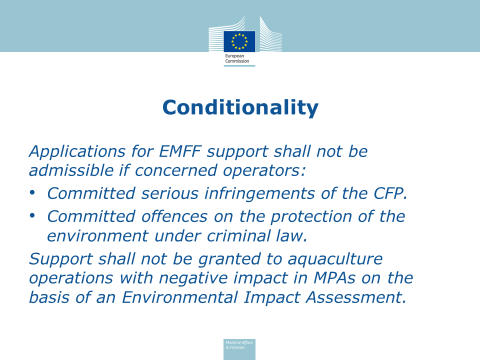 European
Commission
Conditionality
Applications for EMFF support shall not be
admissible if concerned operators:
• Committed serious infringements of the CFP.
• Committed offences on the protection of the
environment under criminal law.
Support shall not be granted to aquaculture
operations with negative impact in MPAs on the
basis of an Environmental Impact Assessment.